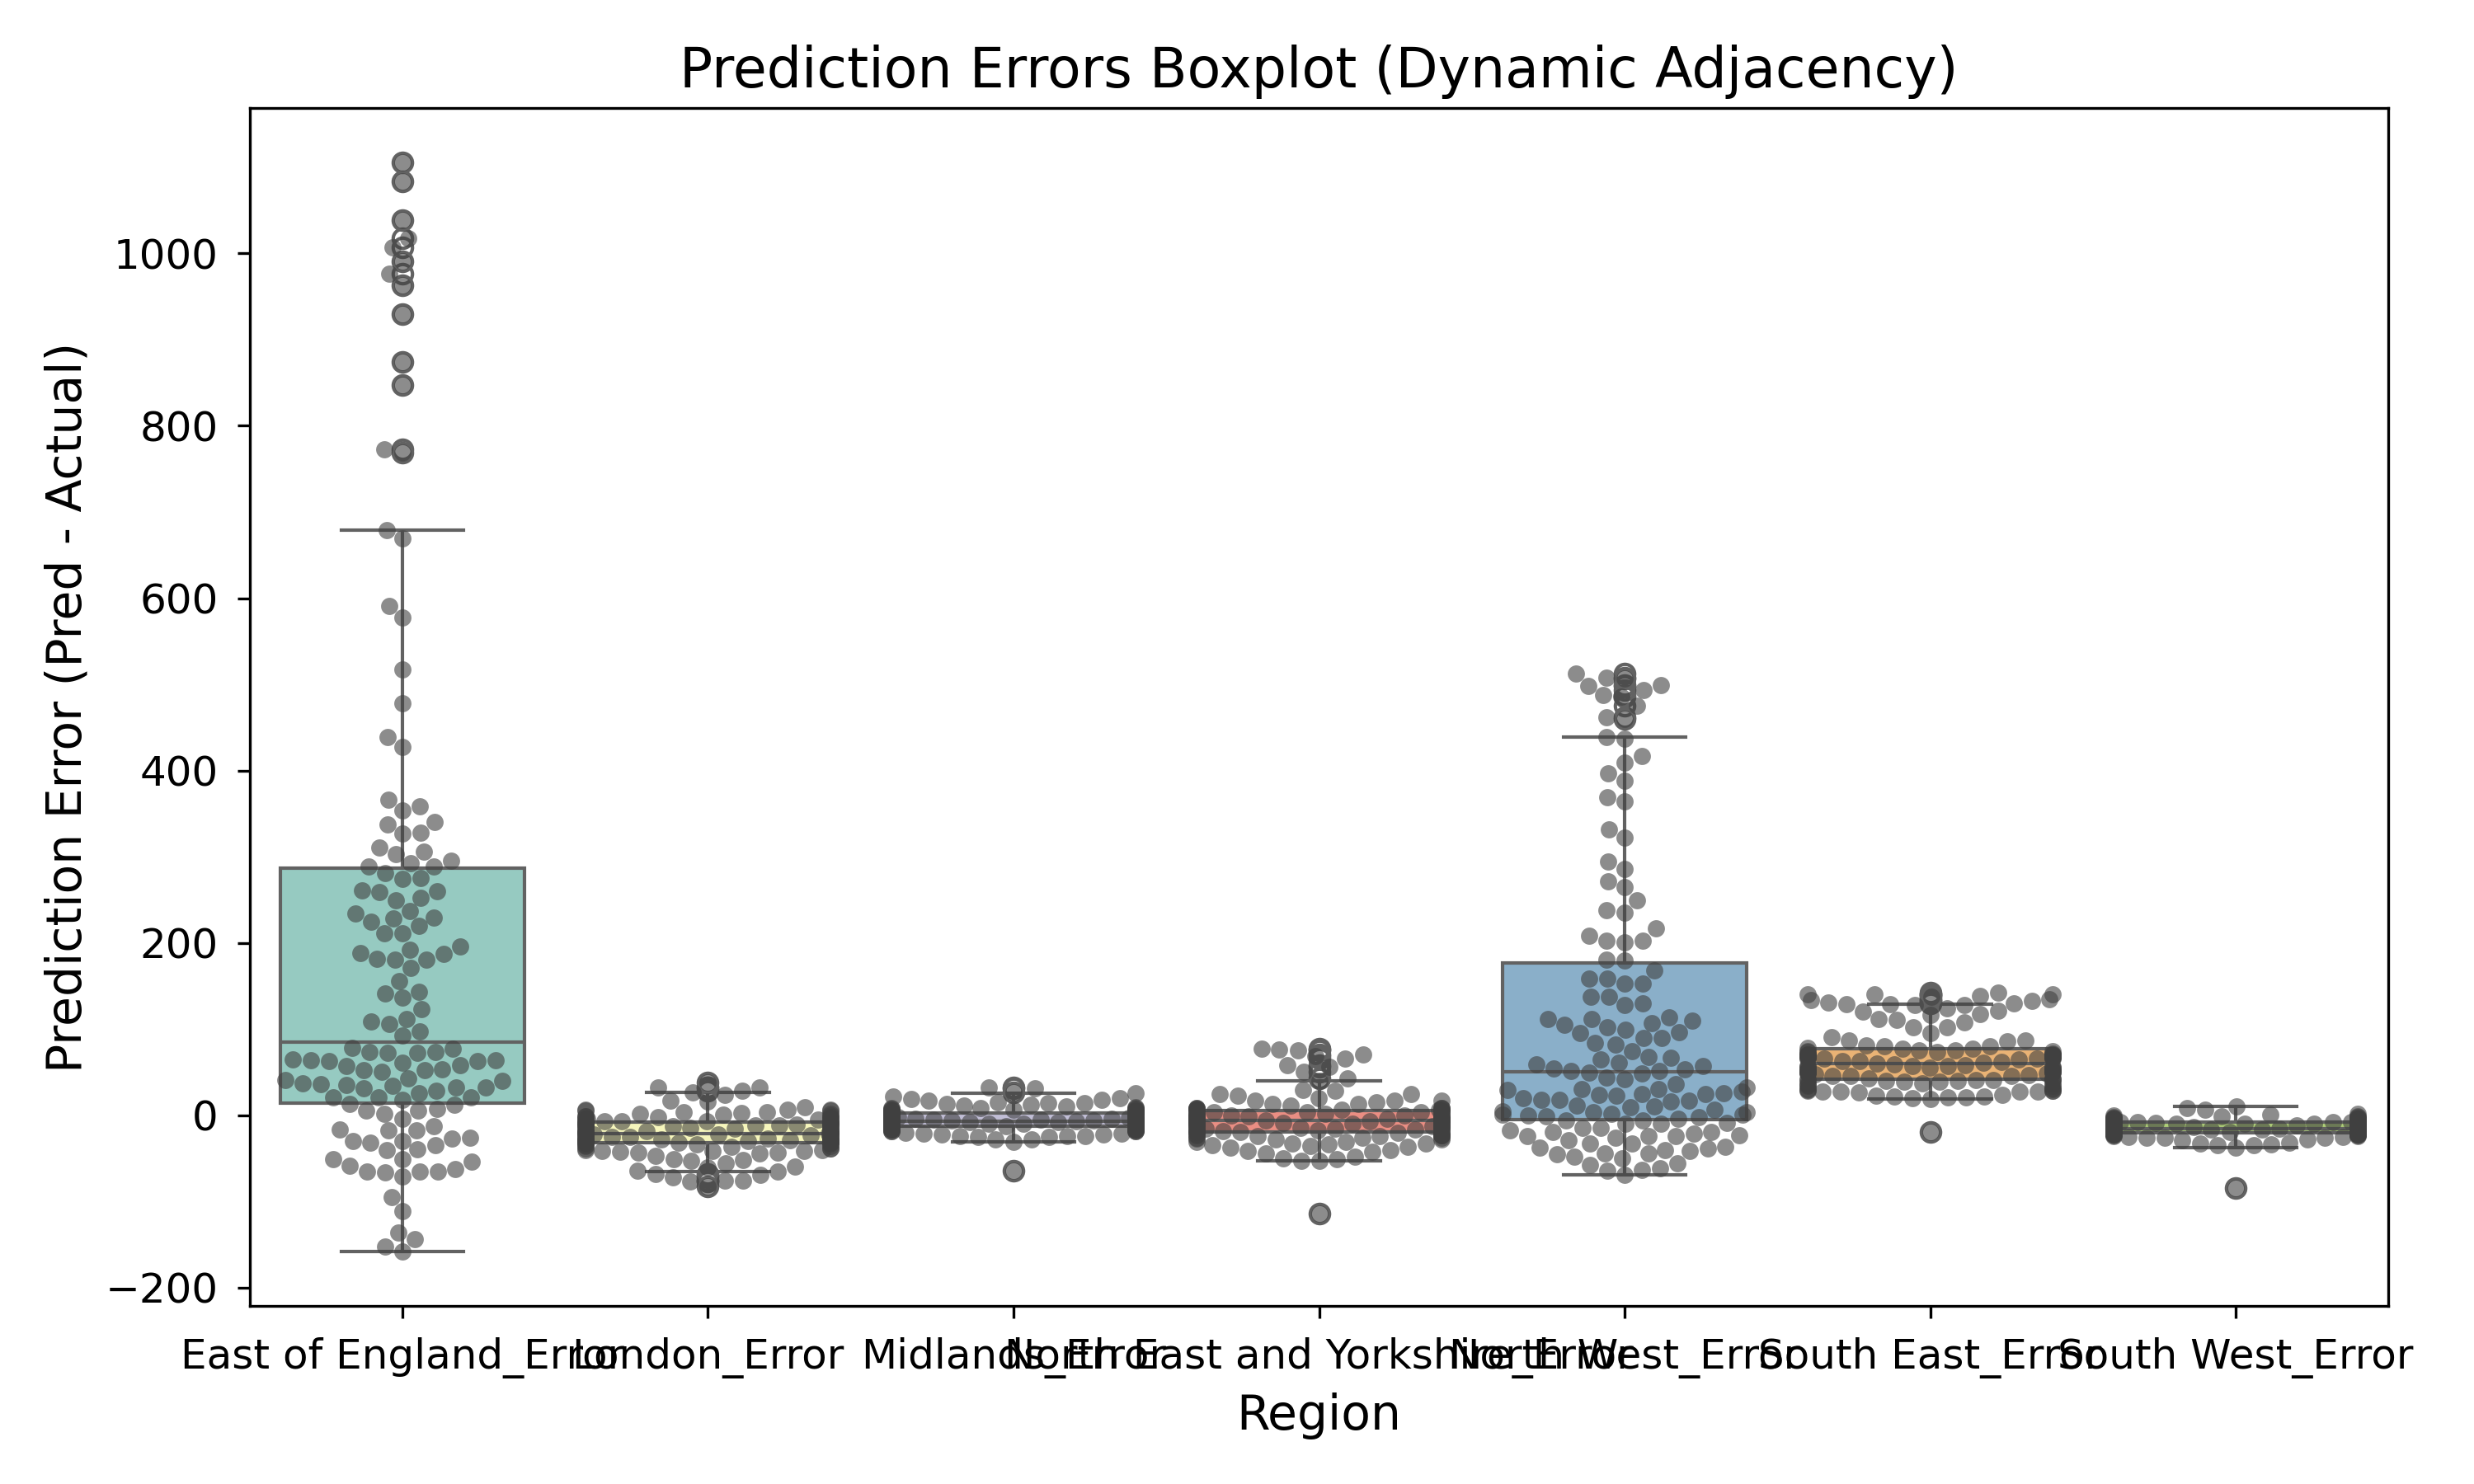 Prediction Errors Boxplot (Dynamic Adjacency)
Prediction Error (Pred - Actual)
1000
800
600
400
200
0
−200
East of England_Error
London_Error
Midlands_Error
North East and Yorkshire_Error
North West_Error
South East_Error
South West_Error
Region